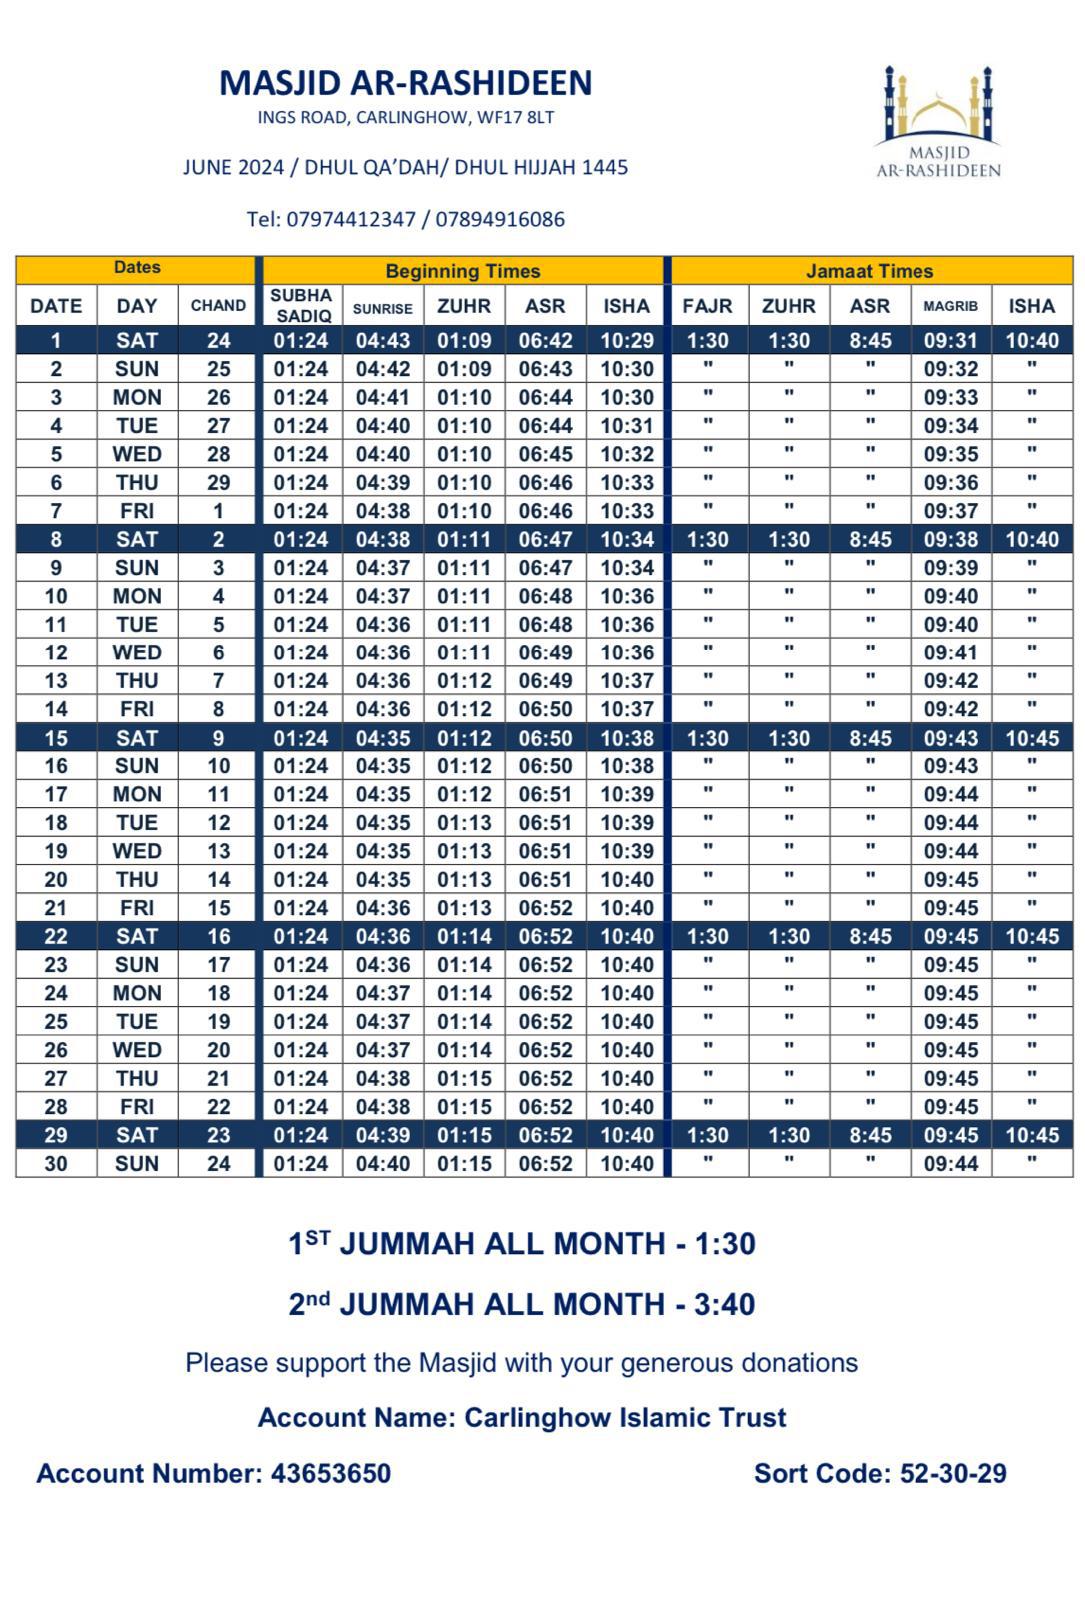 MASJID AR-RASHIDEEN
INGS ROAD, CARLINGHOW, WF17 8LT
JUNE 2024 / DHUL QA’DAH/ DHUL HIJJAH 1445
Tel: 07974412347 / 07894916086
MASJID
AR-RASHIDEEN
Dates Beginning Times Jamaat Times
DATE DAY CHAND SUBHA SADIQ SUNRISE ZUHR ASR ISHA FAJR ZUHR ASR MAGRIB ISHA
1 SAT 24 01:24 04:43 01:09 06:42 10:29 1:30 1:30 8:45 09:31 10:40
2 SUN 25 01:24 04:42 01:09 06:43 10:30 " " " 09:32 "
3 MON 26 01:24 04:41 01:10 06:44 10:30 " " " 09:33 "
4 TUE 27 01:24 04:40 01:10 06:44 10:31 " " " 09:34 "
5 WED 28 01:24 04:40 01:10 06:45 10:32 " " " 09:35 "
6 THU 29 01:24 04:39 01:10 06:46 10:33 " " " 09:36 "
7 FRI 1 01:24 04:38 01:10 06:46 10:33 " " " 09:37 "
8 SAT 2 01:24 04:38 01:11 06:47 10:34 1:30 1:30 8:45 09:38 10:40
9 SUN 3 01:24 04:37 01:11 06:47 10:34 " " " 09:39 "
10 MON 4 01:24 04:37 01:11 06:48 10:36 " " " 09:40 "
11 TUE 5 01:24 04:36 01:11 06:48 10:36 " " " 09:40 "
12 WED 6 01:24 04:36 01:11 06:49 10:36 " " " 09:41 "
13 THU 7 01:24 04:36 01:12 06:49 10:37 " " " 09:42 "
14 FRI 8 01:24 04:36 01:12 06:50 10:37 " " " 09:42 "
15 SAT 9 01:24 04:35 01:12 06:50 10:38 1:30 1:30 8:45 09:43 10:45
16 SUN 10 01:24 04:35 01:12 06:50 10:38 " " " 09:43 "
17 MON 11 01:24 04:35 01:12 06:51 10:39 " " " 09:44 "
18 TUE 12 01:24 04:35 01:13 06:51 10:39 " " " 09:44 "
19 WED 13 01:24 04:35 01:13 06:51 10:39 " " " 09:44 "
20 THU 14 01:24 04:35 01:13 06:51 10:40 " " " 09:45 "
21 FRI 15 01:24 04:36 01:13 06:52 10:40 " " " 09:45 "
22 SAT 16 01:24 04:36 01:14 06:52 10:40 1:30 1:30 8:45 09:45 10:45
23 SUN 17 01:24 04:36 01:14 06:52 10:40 " " " 09:45 "
24 MON 18 01:24 04:37 01:14 06:52 10:40 " " " 09:45 "
25 TUE 19 01:24 04:37 01:14 06:52 10:40 " " " 09:45 "
26 WED 20 01:24 04:37 01:14 06:52 10:40 " " " 09:45 "
27 THU 21 01:24 04:38 01:15 06:52 10:40 " " " 09:45 "
28 FRI 22 01:24 04:38 01:15 06:52 10:40 " " " 09:45 "
29 SAT 23 01:24 04:39 01:15 06:52 10:40 1:30 1:30 8:45 09:45 10:45
30 SUN 24 01:24 04:40 01:15 06:52 10:40 " " " 09:44 "
1ST JUMMAH ALL MONTH - 1:30
2nd JUMMAH ALL MONTH - 3:40
Please support the Masjid with your generous donations
Account Name: Carlinghow Islamic Trust
Account Number: 43653650 Sort Code: 52-30-29